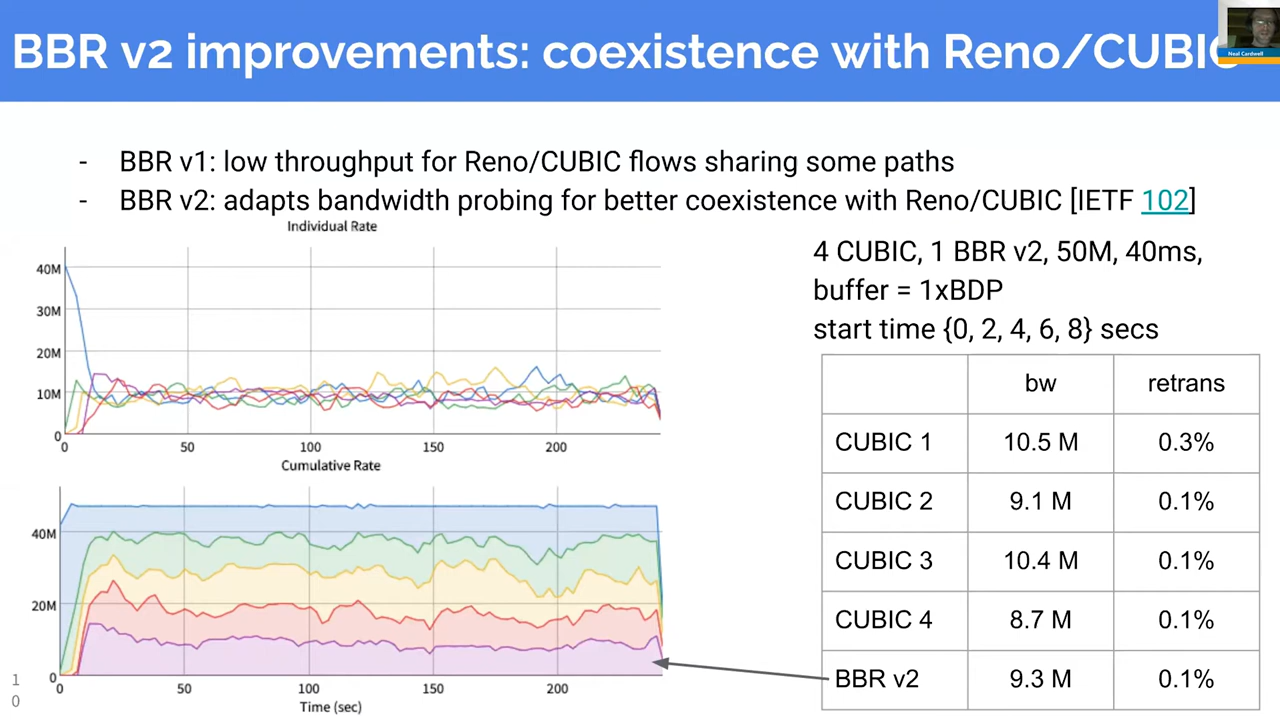 BBR v2 improvements: coexistence with Reno/CUBIC
Neal Cardwell
- BBR v1: low throughput for Reno/CUBIC flows sharing some paths
- BBR v2: adapts bandwidth probing for better coexistence with Reno/CUBIC [IETF 102]
Individual Rate
40M
30M
20M
10M
0
0 50 100 150 200
Cumulative Rate
40M
20M
0
0 50 100 150 200
Time (sec)
4 CUBIC, 1 BBR v2, 50M, 40ms,
buffer = 1xBDP
start time {0, 2, 4, 6, 8} secs
bw retrans
CUBIC 1 10.5 M 0.3%
CUBIC 2 9.1 M 0.1%
CUBIC 3 10.4 M 0.1%
CUBIC 4 8.7 M 0.1%
BBR v2 9.3 M 0.1%
1
0